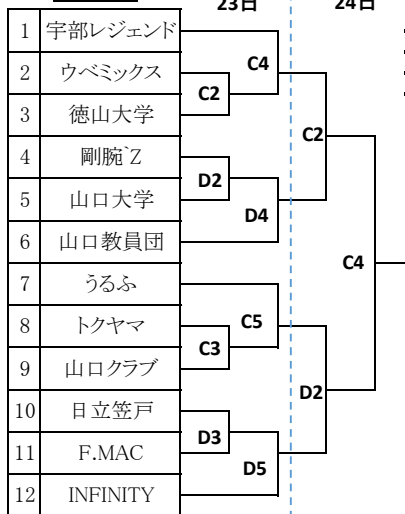 23日 24日
1 宇部レジェンド
2 ウベミックス
3 徳山大学
4 剛腕`Z
5 山口大学
6 山口教員団
7 うるふ
8 トクヤマ
9 山口クラブ
10 日立笠戸
11 F.MAC
12 INFINITY
C4
C2
D2
D4
C5
C3
D3
D5
C2
D2
C4